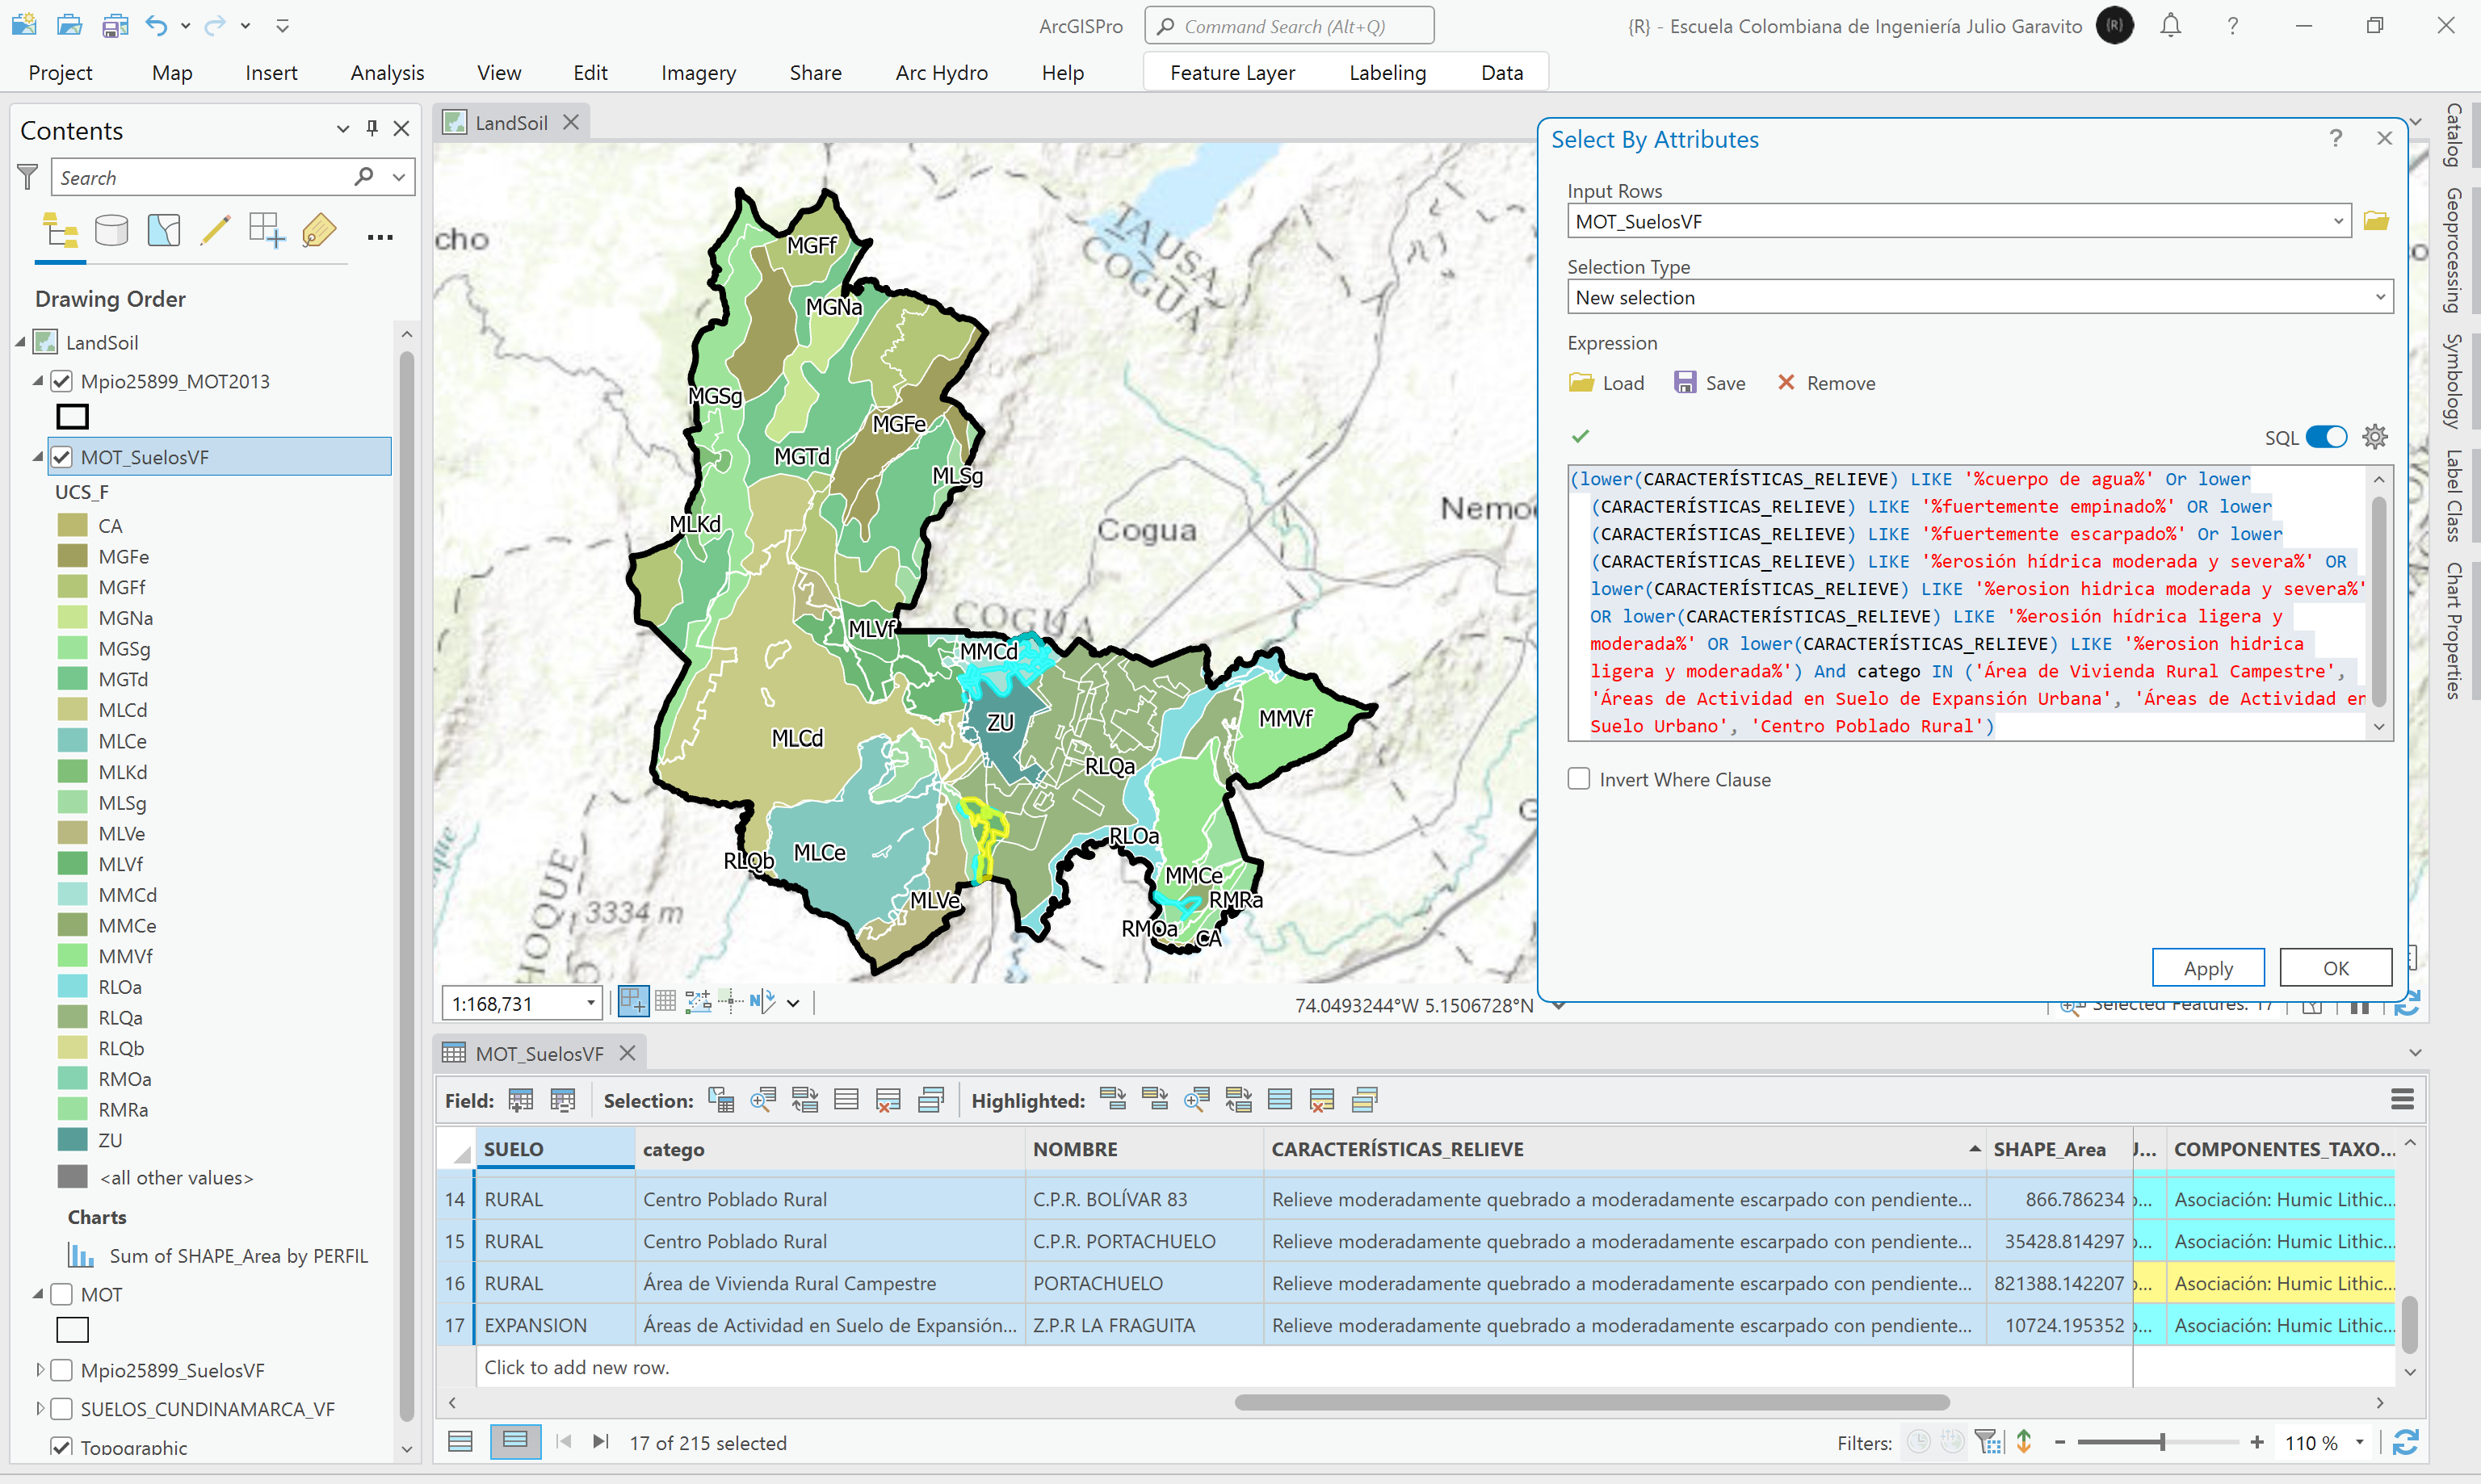 ArcGISPro
Command Search (Alt+Q)
{R} - Escuela Colombiana de Ingeniería Julio Garavito
{R}
Project Map Insert Analysis View Edit Imagery Share Arc Hydro Help Feature Layer Labeling Data
Contents
Search
Drawing Order
LandSoil
Mpio25899_MOT2013
MOT_SuelosVF
UCS_F
CA
MGFe
MGFf
MGNa
MGSg
MGTd
MLCd
MLCe
MLKd
MLSg
MLVe
MLVf
MMCd
MMCe
MMVf
RLOa
RLQa
RLQb
RMOa
RMRa
ZU
<all other values>
Charts
Sum of SHAPE_Area by PERFIL
MOT
Mpio25899_SuelosVF
SUELOS_CUNDINAMARCA_VF
Topographic
LandSoil
cho
TAUSA
COGUA
MGFf
MGNa
MGSg
MGFe
MGTd
MLSg
MLKd
Cogua
Nemo
COGUA
MLVf
MMCd
ZU
MMVf
MLCd
RLQa
RLOa
RLQb
MLCe
MMCe
MLVe
RMRa
RMOa
CA
3334 m
HOQUE
1:168,731
74.0493244°W 5.1506728°N
Selected Features: 17
Select By Attributes
Input Rows
MOT_SuelosVF
Selection Type
New selection
Expression
Load Save Remove
SQL
(lower(CARACTERÍSTICAS_RELIEVE) LIKE '%cuerpo de agua%' Or lower
(CARACTERÍSTICAS_RELIEVE) LIKE '%fuertemente empinado%' OR lower
(CARACTERÍSTICAS_RELIEVE) LIKE '%fuertemente escarpado%' Or lower
(CARACTERÍSTICAS_RELIEVE) LIKE '%erosión hídrica moderada y severa%' OR
lower(CARACTERÍSTICAS_RELIEVE) LIKE '%erosion hidrica moderada y severa%'
OR lower(CARACTERÍSTICAS_RELIEVE) LIKE '%erosión hídrica ligera y
moderada%' OR lower(CARACTERÍSTICAS_RELIEVE) LIKE '%erosion hidrica
ligera y moderada%') And catego IN ('Área de Vivienda Rural Campestre',
'Áreas de Actividad en Suelo de Expansión Urbana', 'Áreas de Actividad en
Suelo Urbano', 'Centro Poblado Rural')
Invert Where Clause
Apply OK
Catalog
Geoprocessing
Symbology
Label Class
Chart Properties
MOT_SuelosVF
Field: Selection: Highlighted:
SUELO catego NOMBRE CARACTERÍSTICAS_RELIEVE SHAPE_Area ... COMPONENTES_TAXO...
14 RURAL Centro Poblado Rural C.P.R. BOLÍVAR 83 Relieve moderadamente quebrado a moderadamente escarpado con pendiente... 866.786234 ... Asociación: Humic Lithic...
15 RURAL Centro Poblado Rural C.P.R. PORTACHUELO Relieve moderadamente quebrado a moderadamente escarpado con pendiente... 35428.814297 ... Asociación: Humic Lithic...
16 RURAL Área de Vivienda Rural Campestre PORTACHUELO Relieve moderadamente quebrado a moderadamente escarpado con pendiente... 821388.142207 ... Asociación: Humic Lithic...
17 EXPANSION Áreas de Actividad en Suelo de Expansión... Z.P.R LA FRAGUITA Relieve moderadamente quebrado a moderadamente escarpado con pendiente... 10724.195352 ... Asociación: Humic Lithic...
Click to add new row.
17 of 215 selected
Filters:
110 %